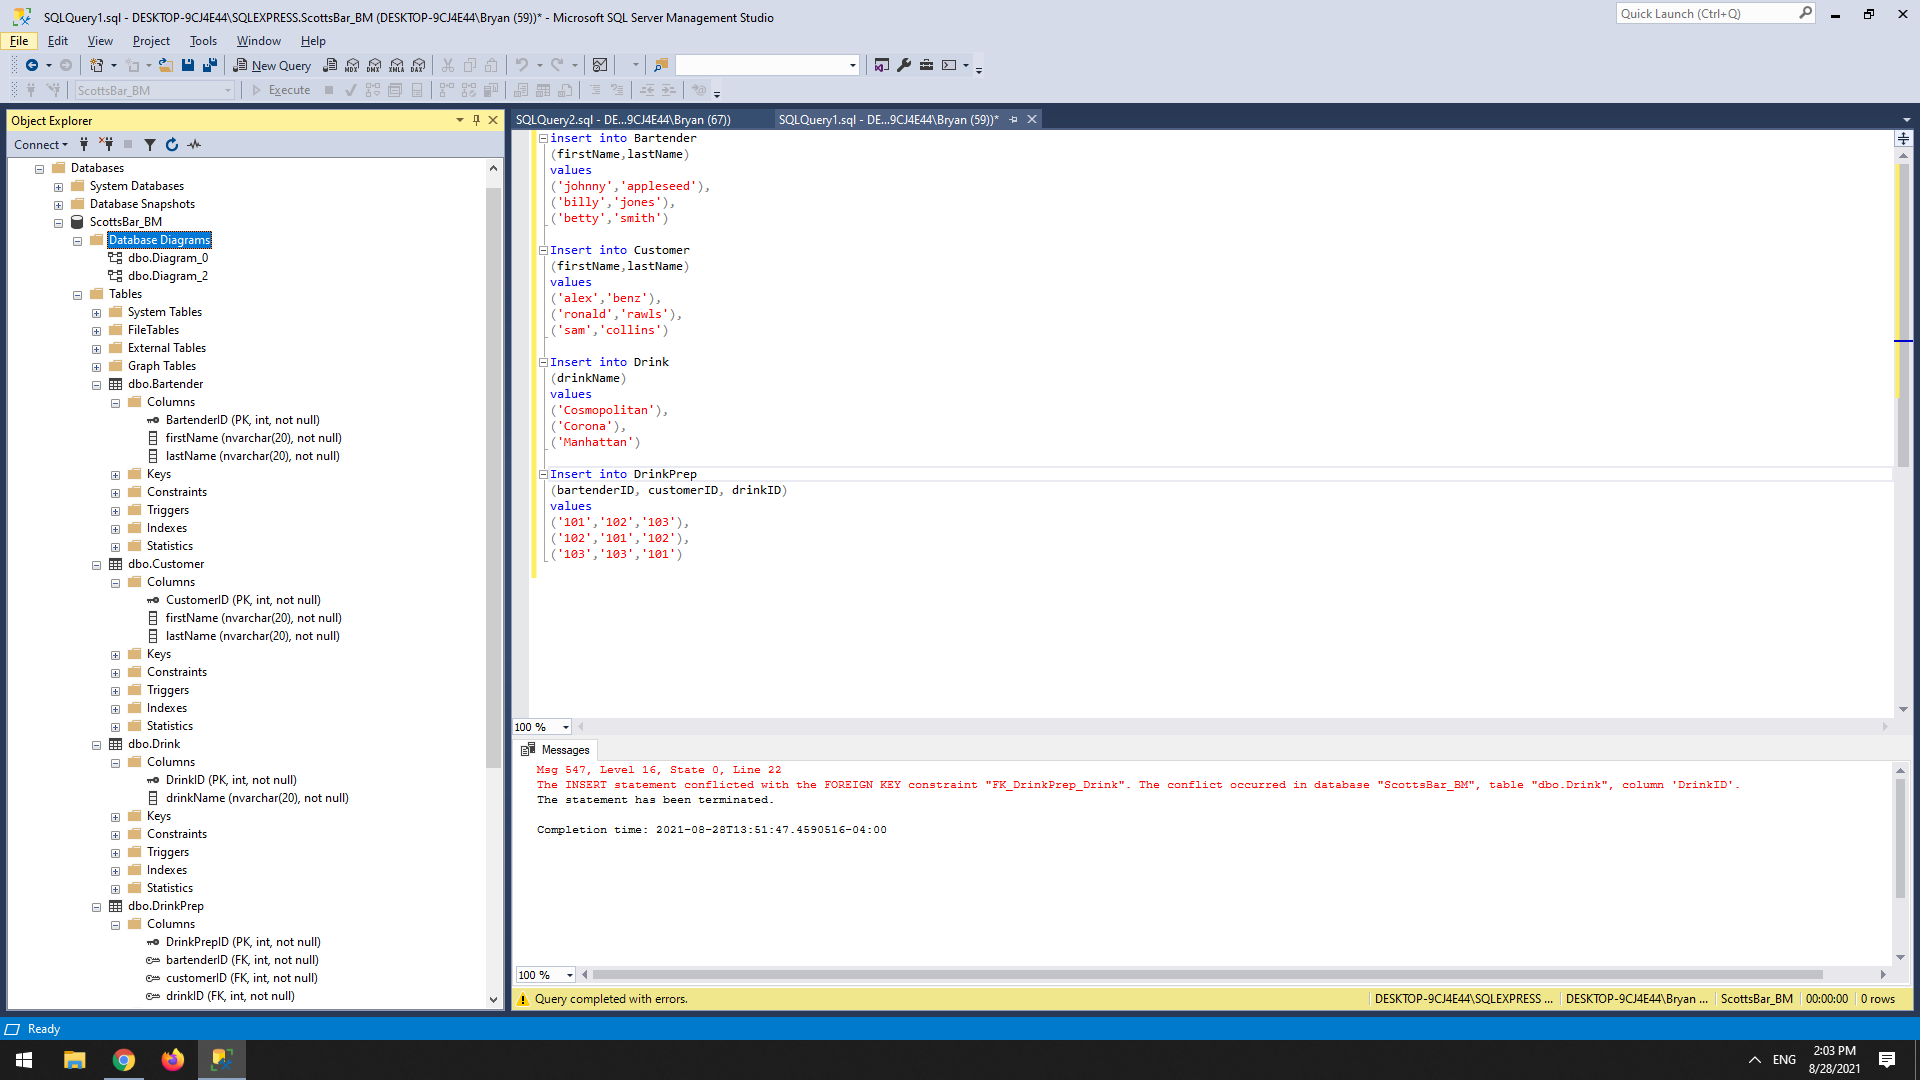 SQLQuery1.sql - DESKTOP-9CJ4E44\SQLEXPRESS.ScottsBar_BM (DESKTOP-9CJ4E44\Bryan (59))* - Microsoft SQL Server Management Studio
Quick Launch (Ctrl+Q)
File Edit View Project Tools Window Help
New Query
MDX DMX XMLA DAX
ScottsBar_BM
Execute
Object Explorer
Connect
Databases
System Databases
Database Snapshots
ScottsBar_BM
Database Diagrams
dbo.Diagram_0
dbo.Diagram_2
Tables
System Tables
FileTables
External Tables
Graph Tables
dbo.Bartender
Columns
BartenderID (PK, int, not null)
firstName (nvarchar(20), not null)
lastName (nvarchar(20), not null)
Keys
Constraints
Triggers
Indexes
Statistics
dbo.Customer
Columns
CustomerID (PK, int, not null)
firstName (nvarchar(20), not null)
lastName (nvarchar(20), not null)
Keys
Constraints
Triggers
Indexes
Statistics
dbo.Drink
Columns
DrinkID (PK, int, not null)
drinkName (nvarchar(20), not null)
Keys
Constraints
Triggers
Indexes
Statistics
dbo.DrinkPrep
Columns
DrinkPrepID (PK, int, not null)
bartenderID (FK, int, not null)
customerID (FK, int, not null)
drinkID (FK, int, not null)
SQLQuery2.sql - DE...9CJ4E44\Bryan (67))
SQLQuery1.sql - DE...9CJ4E44\Bryan (59))*
insert into Bartender
(firstName,lastName)
values
('johnny','appleseed'),
('billy','jones'),
('betty','smith')
Insert into Customer
(firstName,lastName)
values
('alex','benz'),
('ronald','rawls'),
('sam','collins')
Insert into Drink
(drinkName)
values
('Cosmopolitan'),
('Corona'),
('Manhattan')
Insert into DrinkPrep
(bartenderID, customerID, drinkID)
values
('101','102','103'),
('102','101','102'),
('103','103','101')
100 %
Messages
Msg 547, Level 16, State 0, Line 22
The INSERT statement conflicted with the FOREIGN KEY constraint "FK_DrinkPrep_Drink". The conflict occurred in database "ScottsBar_BM", table "dbo.Drink", column 'DrinkID'.
The statement has been terminated.
Completion time: 2021-08-28T13:51:47.4590516-04:00
100 %
Query completed with errors.
DESKTOP-9CJ4E44\SQLEXPRESS ...
DESKTOP-9CJ4E44\Bryan ...
ScottsBar_BM
00:00:00
0 rows
Ready
ENG
2:03 PM
8/28/2021